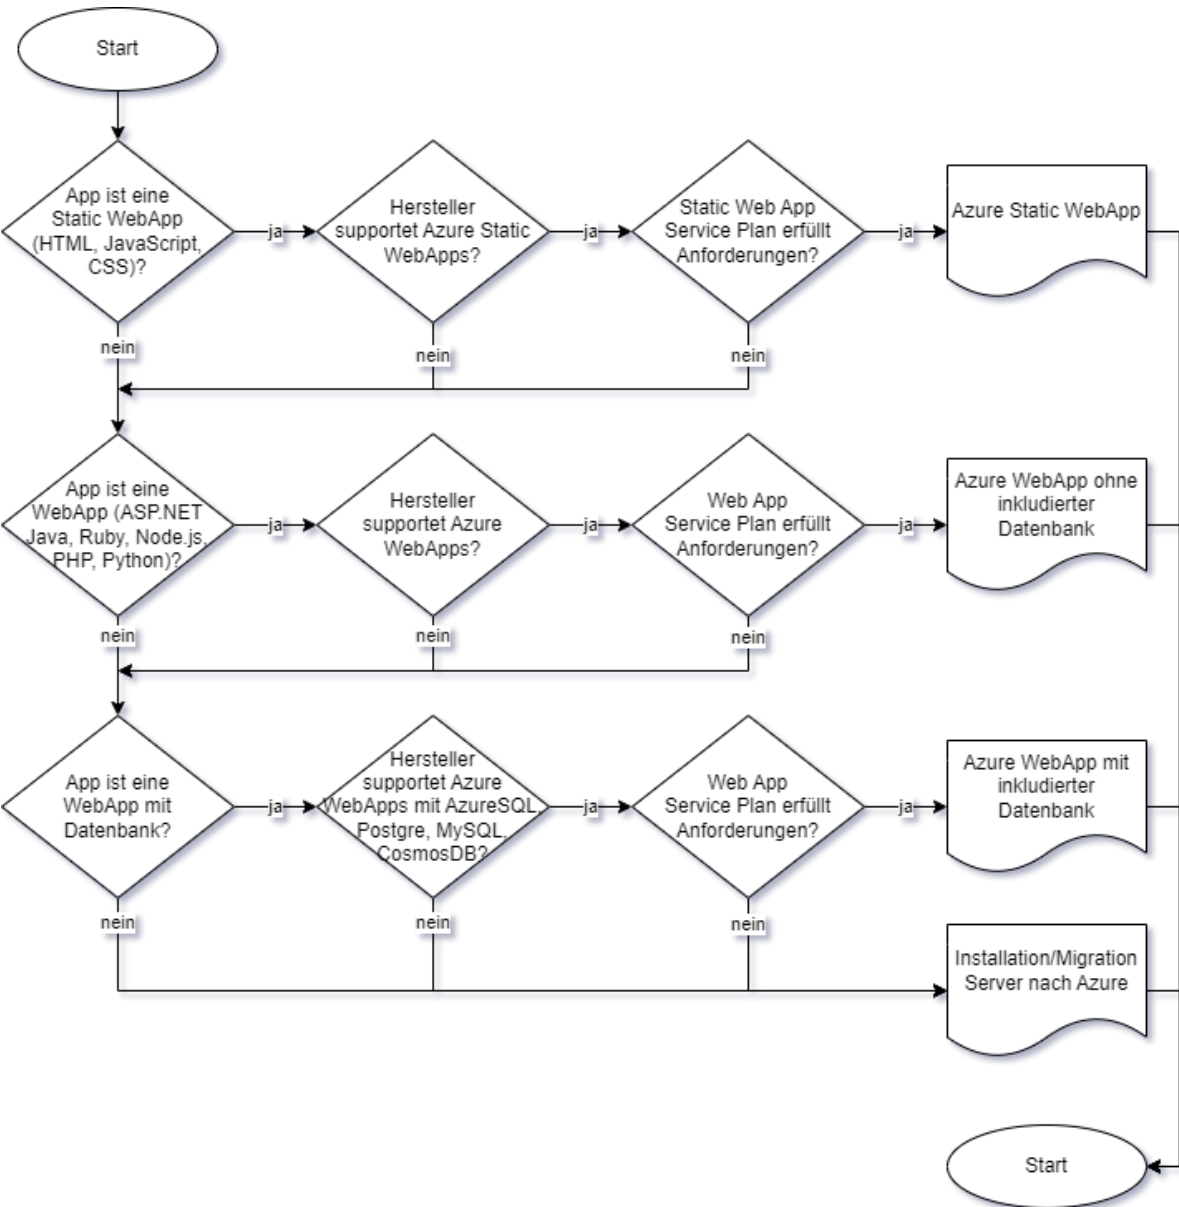 Start
App ist eine
Static WebApp
(HTML, JavaScript,
CSS)?
ja
Hersteller
supportet Azure Static
WebApps?
ja
Static Web App
Service Plan erfüllt
Anforderungen?
ja
Azure Static WebApp
nein
nein
nein
App ist eine
WebApp (ASP.NET
Java, Ruby, Node.js,
PHP, Python)?
ja
Hersteller
supportet Azure
WebApps?
ja
Web App
Service Plan erfüllt
Anforderungen?
ja
Azure WebApp ohne
inkludierter
Datenbank
nein
nein
nein
App ist eine
WebApp mit
Datenbank?
ja
Hersteller
supportet Azure
WebApps mit AzureSQL,
Postgre, MySQL,
CosmosDB?
ja
Web App
Service Plan erfüllt
Anforderungen?
ja
Azure WebApp mit
inkludierter
Datenbank
nein
nein
nein
Installation/Migration
Server nach Azure
Start